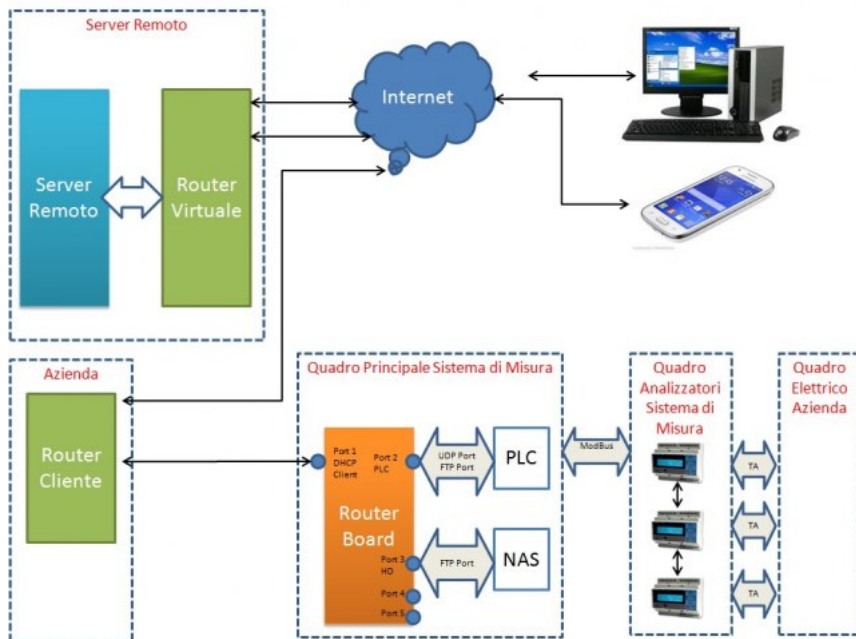 Server Remoto
Server
Remoto
Router
Virtuale
Internet
Azienda
Router
Cliente
Quadro Principale Sistema di Misura
Port 1
DHCP
Client
Port 2
PLC
Router
Board
Port 3
HD
Port 4
Port 5
UDP Port
FTP Port
PLC
FTP Port
NAS
ModBus
Quadro
Analizzatori
Sistema di
Misura
TA
TA
TA
Quadro
Elettrico
Azienda